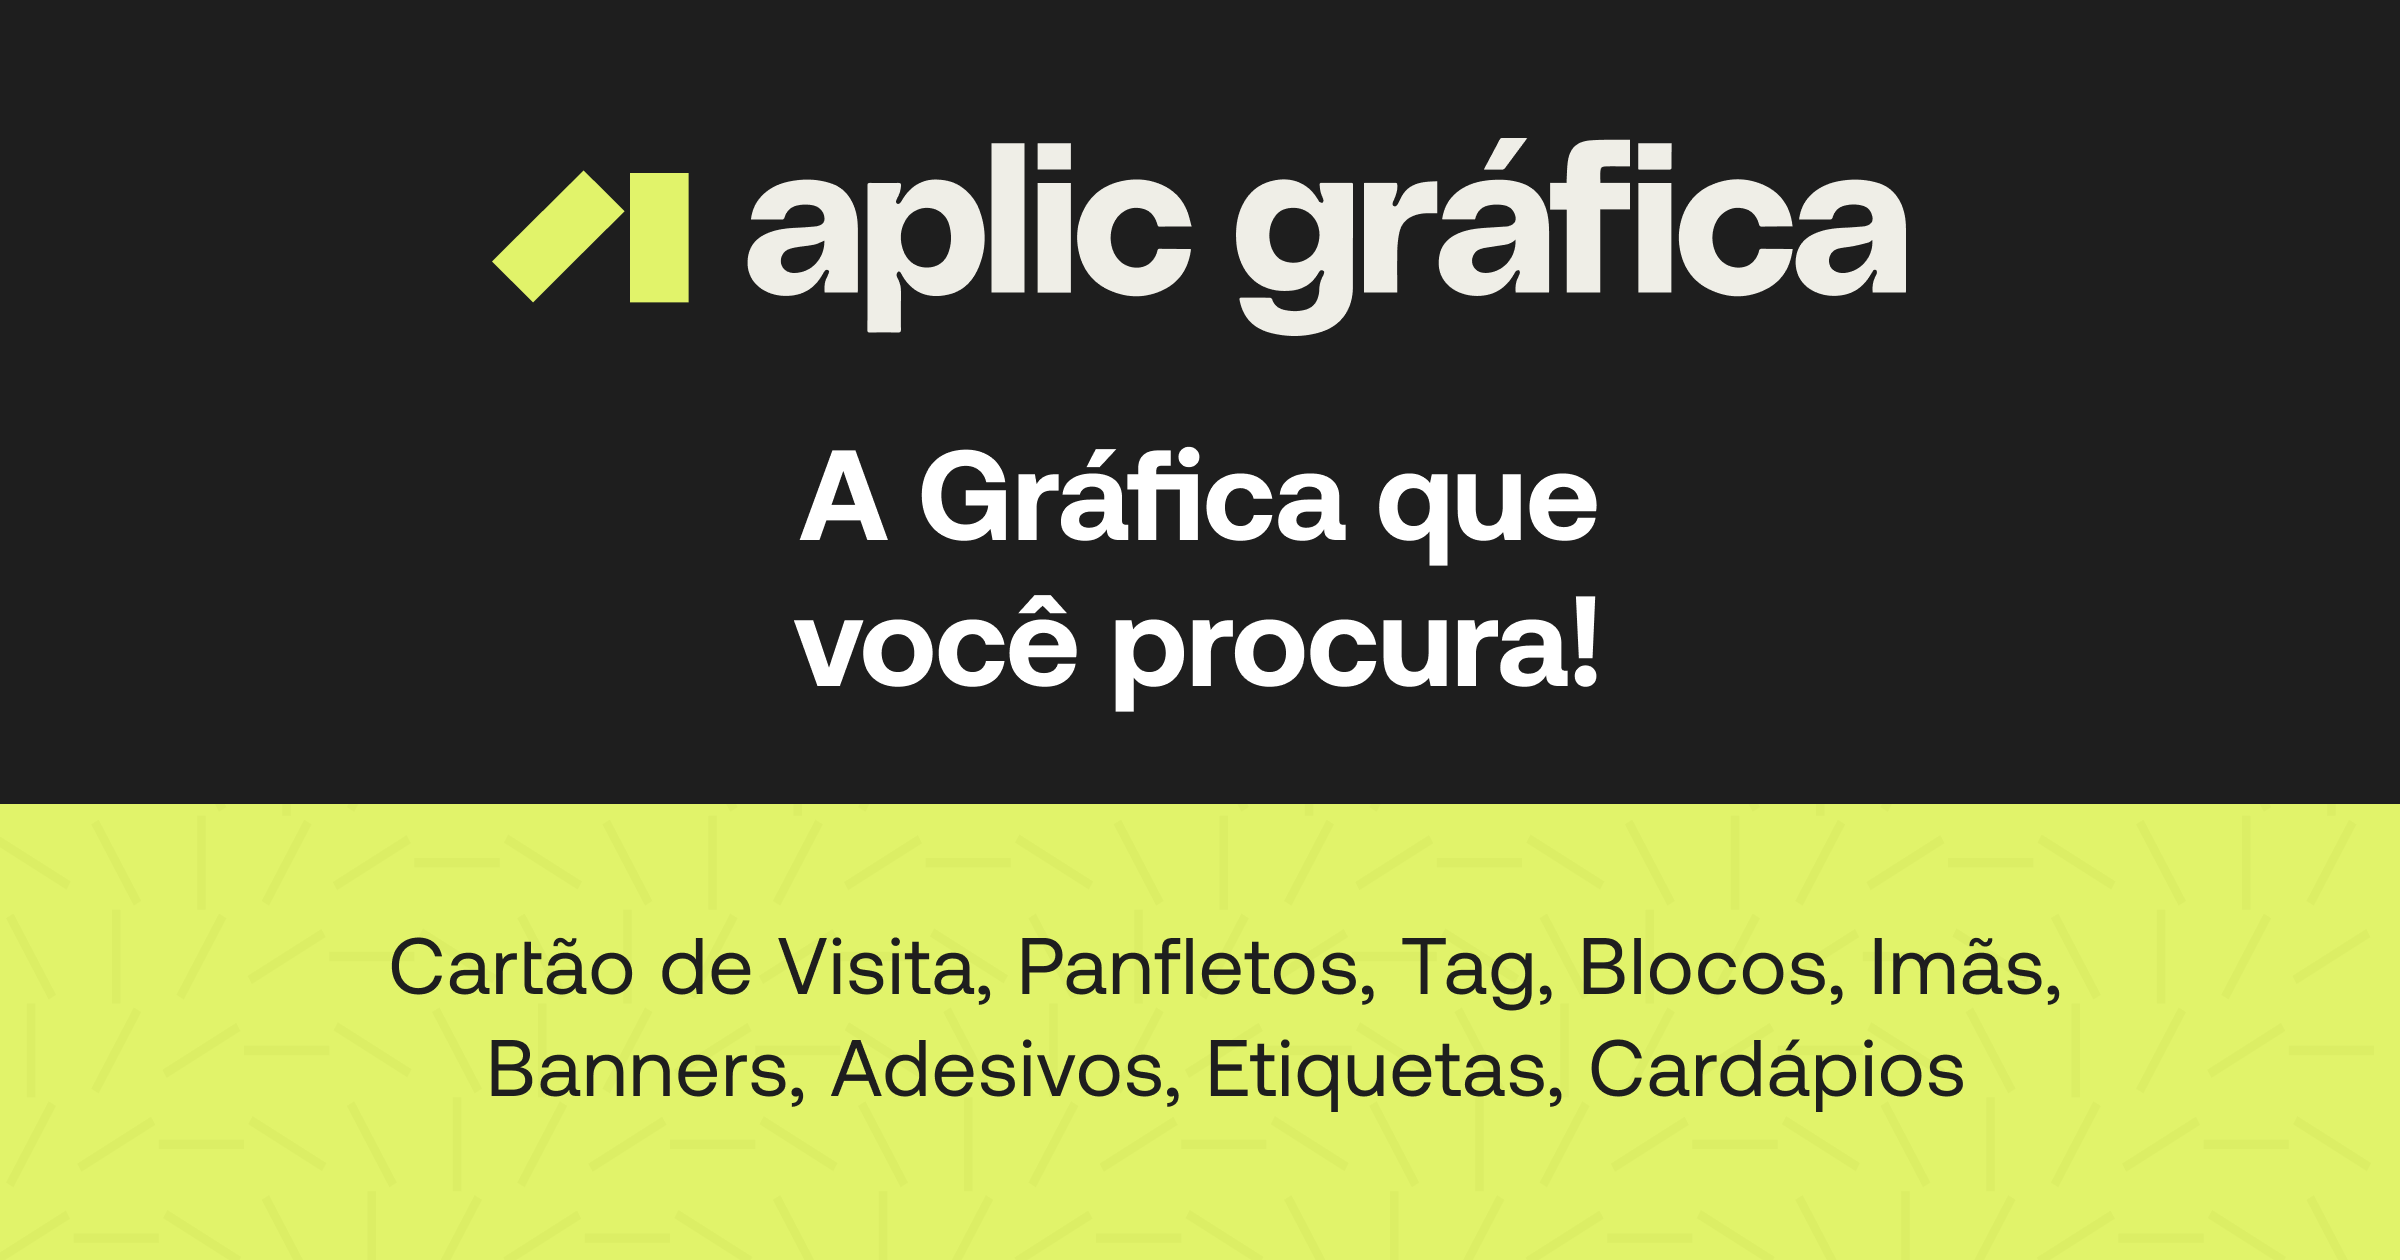 aplic gráfica
A Gráfica que
você procura!
Cartão de Visita, Panfletos, Tag, Blocos, Imãs,
Banners, Adesivos, Etiquetas, Cardápios